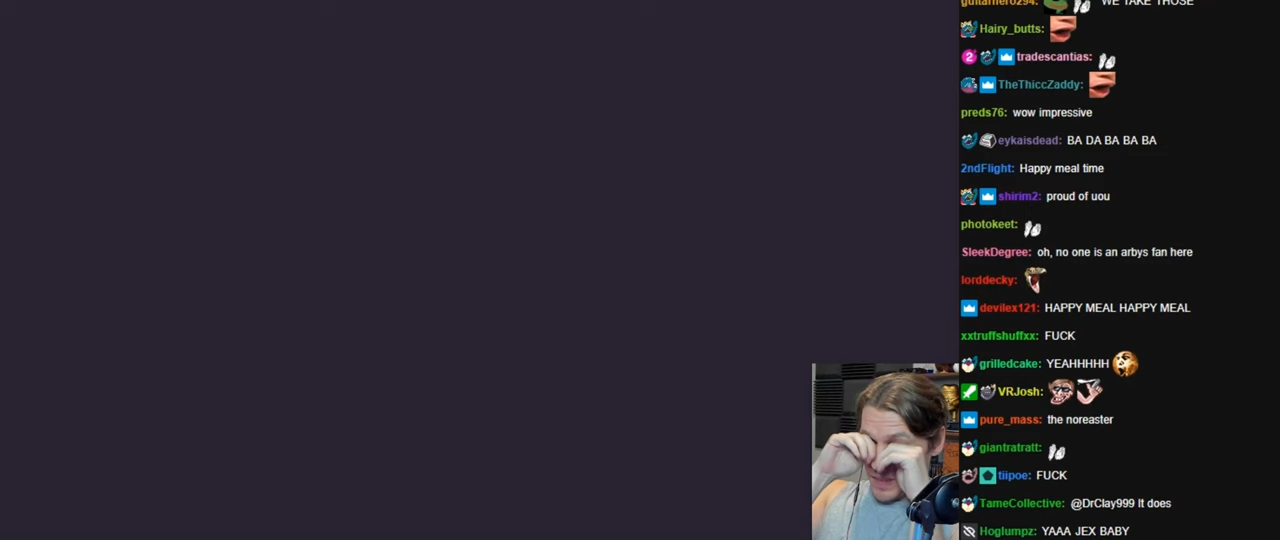 guitarhero294: WE TAKE THOSE
Hairy_butts:
2 tradescantias:
TheThiccZaddy:
preds76: wow impressive
eykaisdead: BA DA BA BA BA
2ndFlight: Happy meal time
shirim2: proud of uou
photokeet:
SleekDegree: oh, no one is an arbys fan here
lorddecky:
devilex121: HAPPY MEAL HAPPY MEAL
xxtruffshuffxx: FUCK
grilledcake: YEAHHHHH
VRJosh:
pure_mass: the noreaster
giantratratt:
tiipoe: FUCK
TameCollective: @DrClay999 It does
Hoglumpz: YAAA JEX BABY